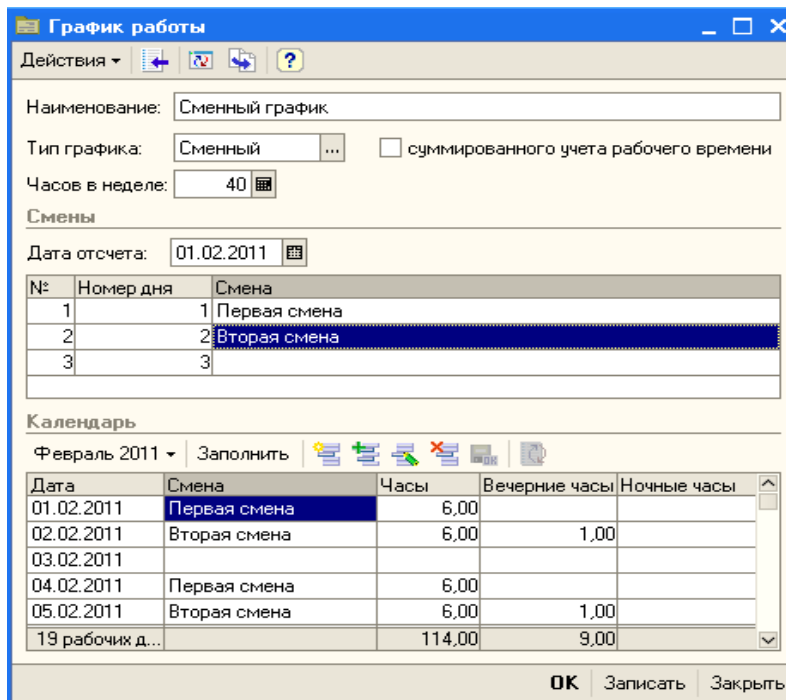 График работы
Действия
Наименование: Сменный график
Тип графика: Сменный ... суммированного учета рабочего времени
Часов в неделе: 40
Смены
Дата отсчета: 01.02.2011
№ Номер дня Смена
1 1 Первая смена
2 2 Вторая смена
3 3
Календарь
Февраль 2011 Заполнить
Дата Смена Часы Вечерние часы Ночные часы
01.02.2011 Первая смена 6,00
02.02.2011 Вторая смена 6,00 1,00
03.02.2011
04.02.2011 Первая смена 6,00
05.02.2011 Вторая смена 6,00 1,00
19 рабочих д... 114,00 9,00
OK Записать Закрыть